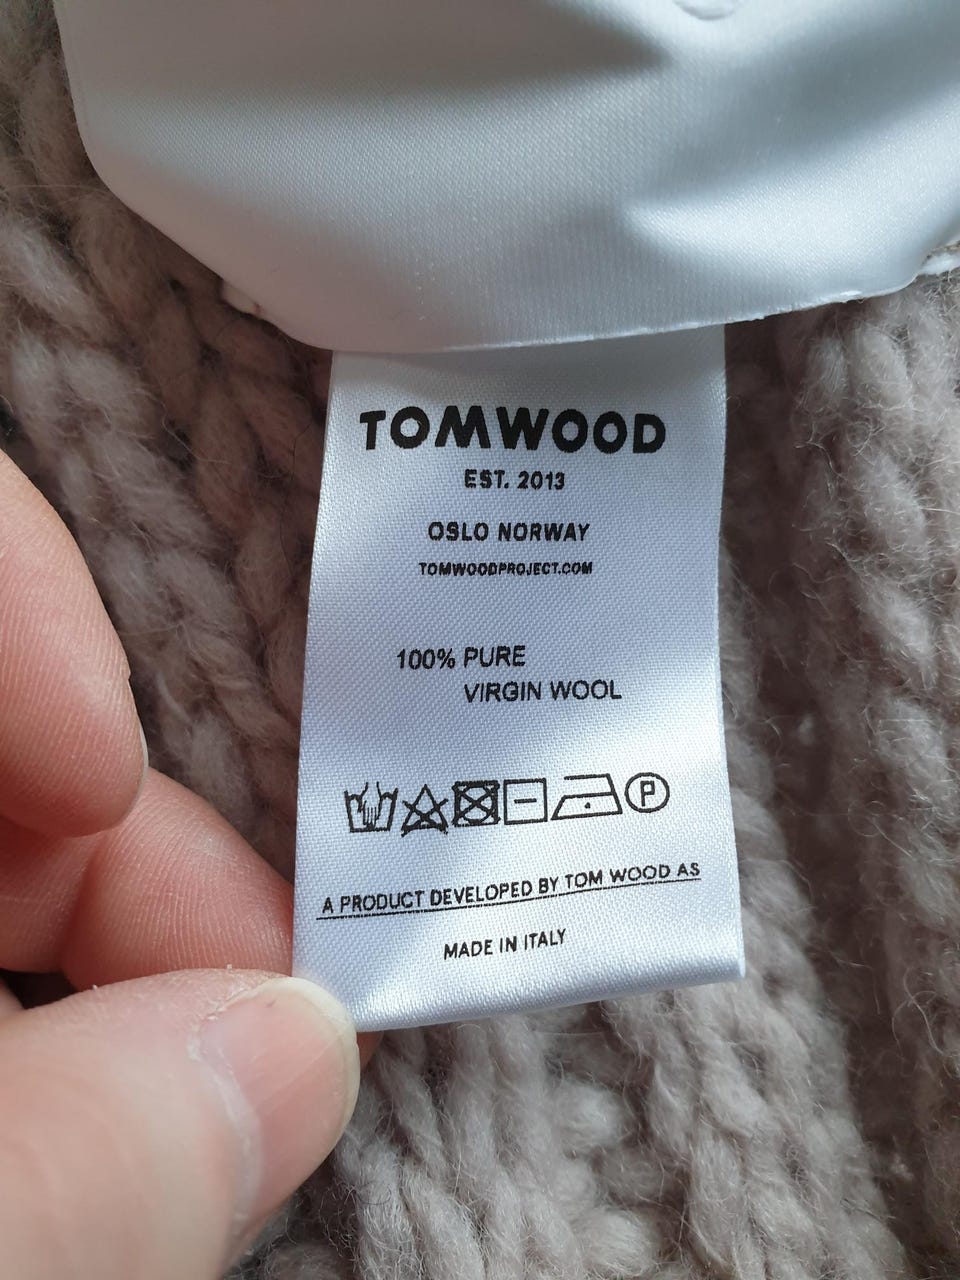 TOMWOOD
EST. 2013
OSLO NORWAY
TOMWOODPROJECT.COM
100% PURE
VIRGIN WOOL
P
A PRODUCT DEVELOPED BY TOM WOOD AS
MADE IN ITALY